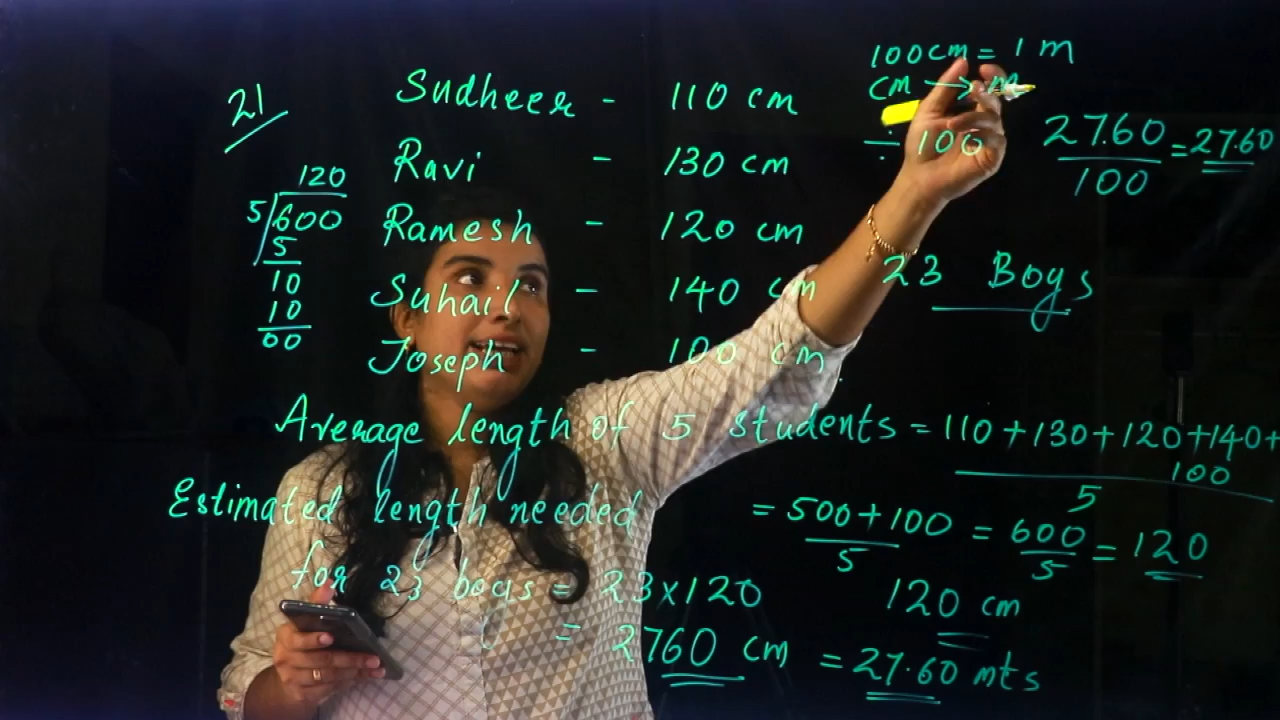 21
Sudheer - 110 cm
Ravi - 130 cm
Ramesh - 120 cm
Suhail - 140 cm
Joseph - 100 cm.
120
5)600
5
10
10
00
100cm = 1 m
cm → m
÷ 100
27.60/100 = 27.60
23 Boys
Average length of 5 students = 110+130+120+140+
100
5
= 500+100/5 = 600/5 = 120
120 cm
Estimated length needed
for 23 boys = 23x120
= 2760 cm = 27.60 mts